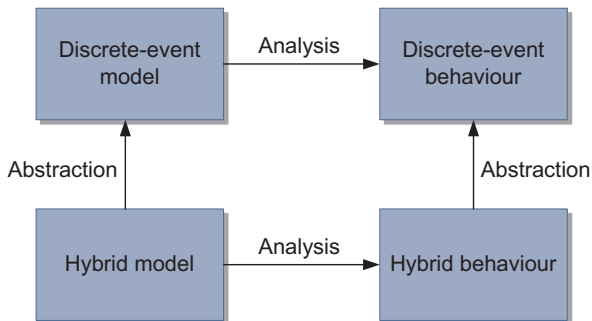 Discrete-event
model
Analysis
Discrete-event
behaviour
Abstraction
Abstraction
Hybrid model
Analysis
Hybrid behaviour